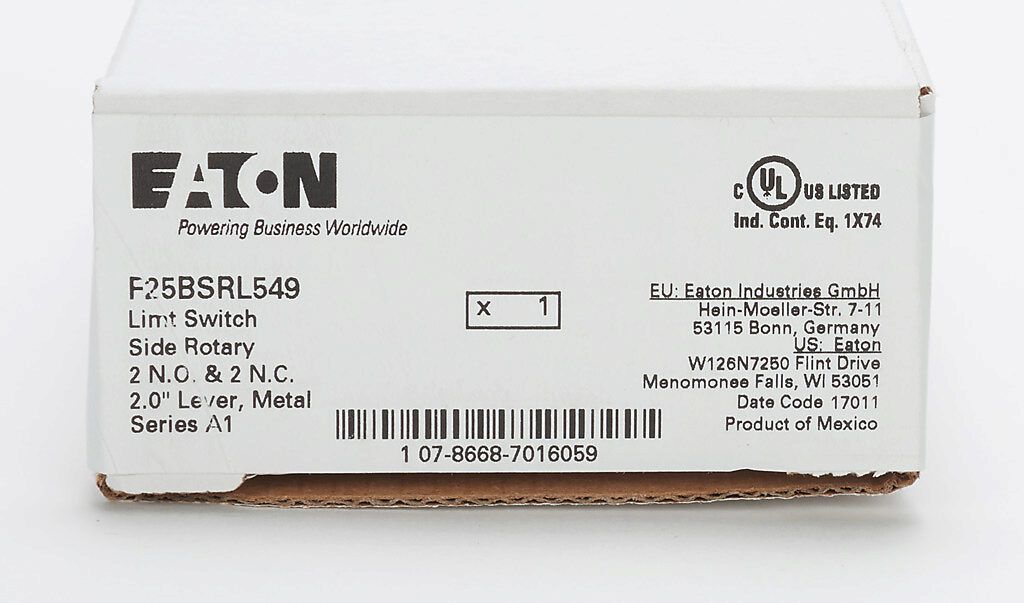 EATON
Powering Business Worldwide
C UL US LISTED
Ind. Cont. Eq. 1X74
F25BSRL549
Limt Switch
Side Rotary
2 N.O. & 2 N.C.
2.0" Lever, Metal
Series A1
x 1
EU: Eaton Industries GmbH
Hein-Moeller-Str. 7-11
53115 Bonn, Germany
US: Eaton
W126N7250 Flint Drive
Menomonee Falls, WI 53051
Date Code 17011
Product of Mexico
1 07-8668-7016059